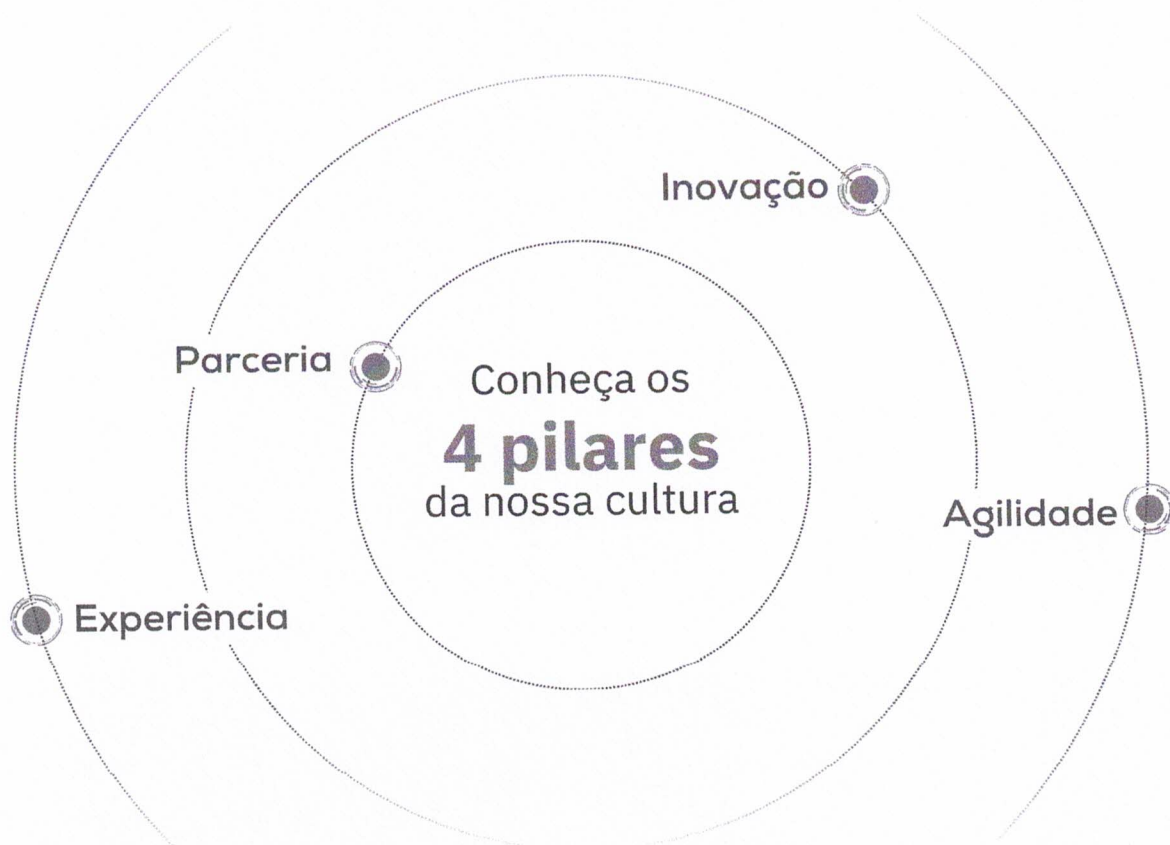 Inovação
Parceria
Conheça os
4 pilares
da nossa cultura
Agilidade
Experiência